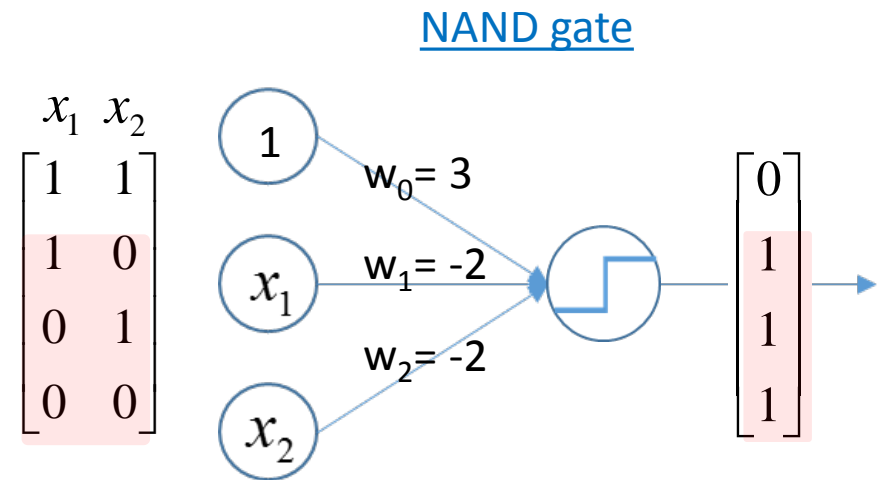 NAND gate
x₁ x₂
1 1
1 0
0 1
0 0
1
x₁
x₂
w₀= 3
w₁= -2
w₂= -2
0
1
1
1